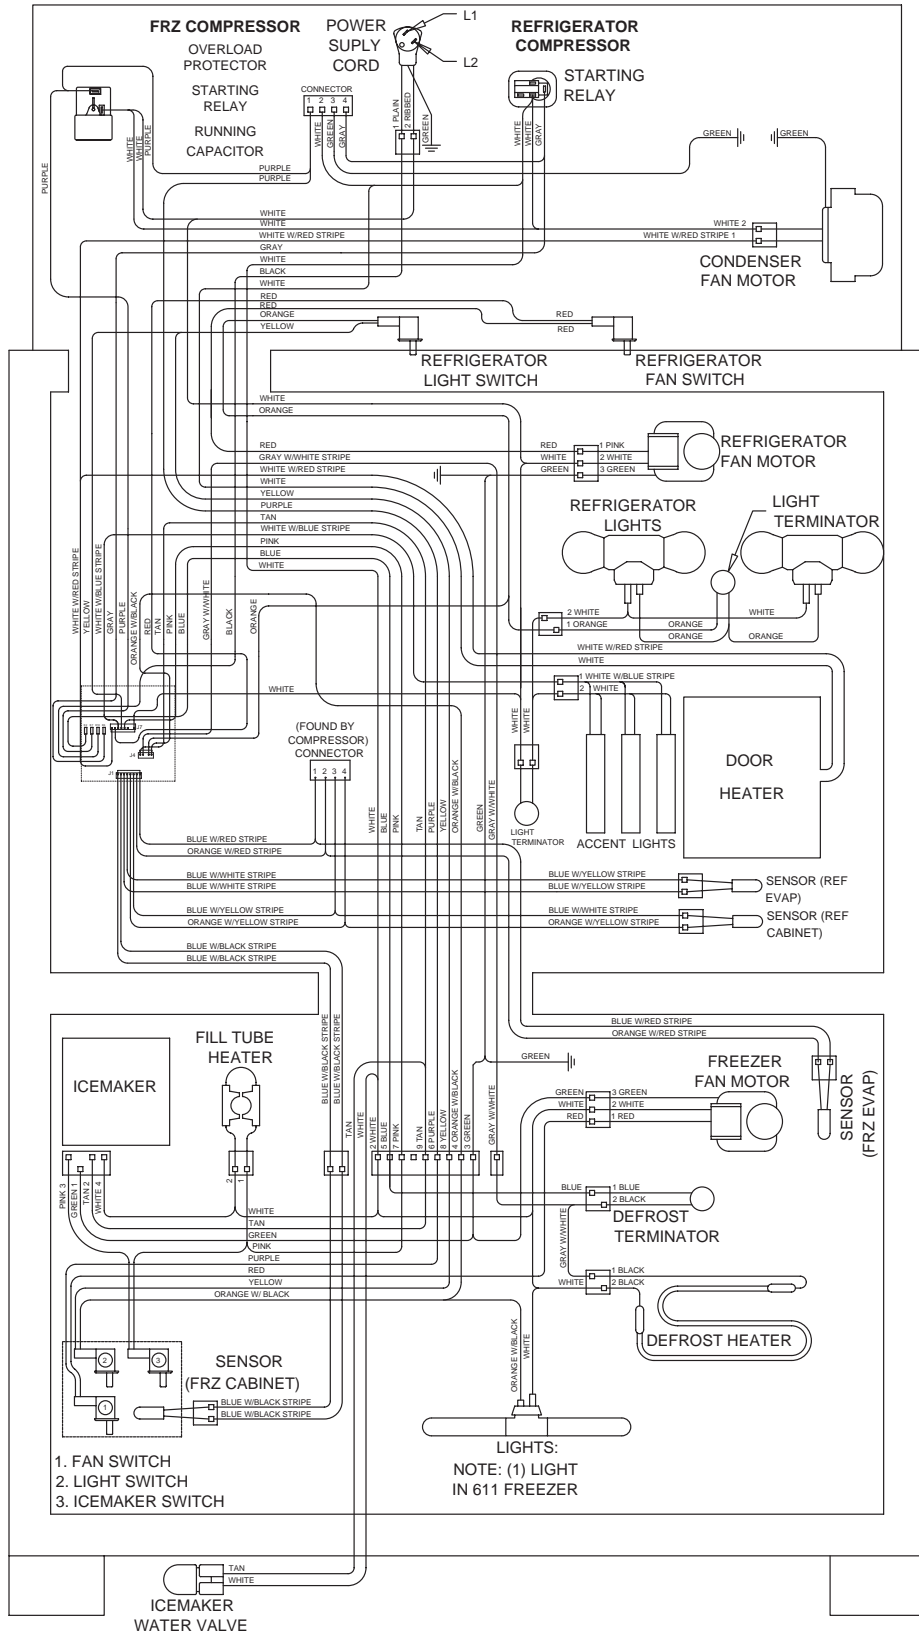 FRZ COMPRESSOR
OVERLOAD
PROTECTOR
STARTING
RELAY
RUNNING
CAPACITOR
CONNECTOR
1 2 3 4
WHITE
GREEN
GRAY
POWER
SUPLY
CORD
L1
L2
1 PLAIN
2 RIBBED
GREEN
REFRIGERATOR
COMPRESSOR
STARTING
RELAY
WHITE
WHITE
GRAY
WHITE
WHITE
PURPLE
PURPLE
PURPLE
PURPLE
GREEN
GREEN
WHITE
WHITE
WHITE W/RED STRIPE
GRAY
WHITE
BLACK
WHITE
RED
RED
ORANGE
YELLOW
WHITE 2
WHITE W/RED STRIPE 1
CONDENSER
FAN MOTOR
RED
RED
REFRIGERATOR
LIGHT SWITCH
REFRIGERATOR
FAN SWITCH
WHITE
ORANGE
RED
GRAY W/WHITE STRIPE
WHITE W/RED STRIPE
WHITE
YELLOW
PURPLE
TAN
WHITE W/BLUE STRIPE
PINK
BLUE
WHITE
RED
WHITE
GREEN
1 PINK
2 WHITE
3 GREEN
REFRIGERATOR
FAN MOTOR
REFRIGERATOR
LIGHTS
LIGHT
TERMINATOR
WHITE W/RED STRIPE
YELLOW
WHITE W/BLUE STRIPE
GRAY
PURPLE
ORANGE W/BLACK
RED
TAN
PINK
BLUE
GRAY W/WHITE
BLACK
ORANGE
2 WHITE
1 ORANGE
ORANGE
ORANGE
WHITE
ORANGE
WHITE W/RED STRIPE
WHITE
1 WHITE W/BLUE STRIPE
2 WHITE
WHITE
WHITE
WHITE
J7
J4
J1
(FOUND BY
COMPRESSOR)
CONNECTOR
1 2 3 4
DOOR
HEATER
LIGHT
TERMINATOR
ACCENT LIGHTS
WHITE
BLUE
PINK
TAN
PURPLE
YELLOW
ORANGE W/BLACK
GREEN
GRAY W/WHITE
BLUE W/RED STRIPE
ORANGE W/RED STRIPE
BLUE W/WHITE STRIPE
BLUE W/WHITE STRIPE
BLUE W/YELLOW STRIPE
ORANGE W/YELLOW STRIPE
BLUE W/BLACK STRIPE
BLUE W/BLACK STRIPE
BLUE W/YELLOW STRIPE
BLUE W/YELLOW STRIPE
SENSOR (REF
EVAP)
BLUE W/WHITE STRIPE
ORANGE W/YELLOW STRIPE
SENSOR (REF
CABINET)
BLUE W/RED STRIPE
ORANGE W/RED STRIPE
ICEMAKER
FILL TUBE
HEATER
BLUE W/BLACK STRIPE
BLUE W/BLACK STRIPE
TAN
WHITE
2 WHITE
5 BLUE
7 PINK
9 TAN
6 PURPLE
8 YELLOW
4 ORANGE W/BLACK
3 GREEN
GRAY W/WHITE
GREEN
GREEN
WHITE
RED
3 GREEN
2 WHITE
1 RED
FREEZER
FAN MOTOR
SENSOR
(FRZ EVAP)
PINK 3
GREEN 1
TAN 2
WHITE 4
2
1
BLUE
1 BLUE
2 BLACK
DEFROST
TERMINATOR
WHITE
TAN
GREEN
PINK
PURPLE
RED
YELLOW
ORANGE W/ BLACK
GRAY W/WHITE
WHITE
1 BLACK
2 BLACK
DEFROST HEATER
ORANGE W/BLACK
WHITE
2
3
1
SENSOR
(FRZ CABINET)
BLUE W/BLACK STRIPE
BLUE W/BLACK STRIPE
1. FAN SWITCH
2. LIGHT SWITCH
3. ICEMAKER SWITCH
LIGHTS:
NOTE: (1) LIGHT
IN 611 FREEZER
TAN
WHITE
ICEMAKER
WATER VALVE